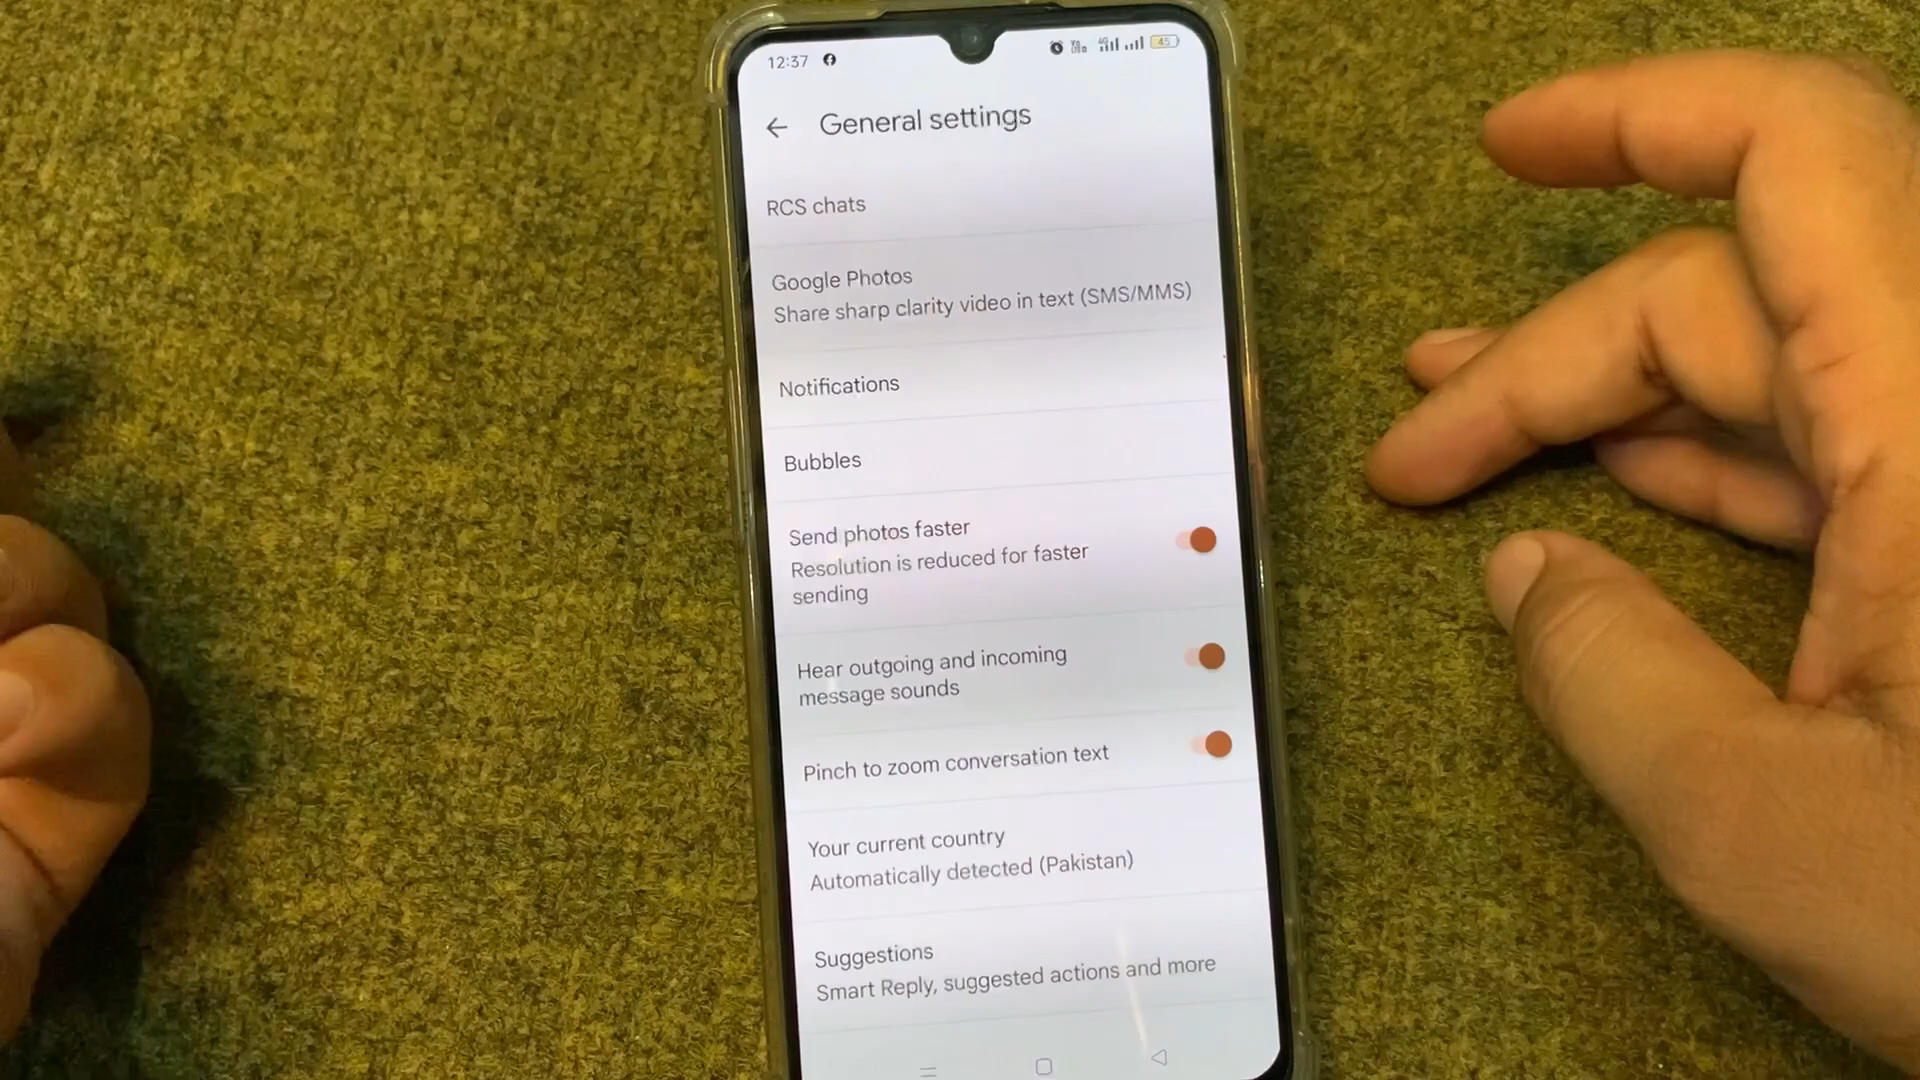 12:37
45
General settings
RCS chats
Google Photos
Share sharp clarity video in text (SMS/MMS)
Notifications
Bubbles
Send photos faster
Resolution is reduced for faster
sending
Hear outgoing and incoming
message sounds
Pinch to zoom conversation text
Your current country
Automatically detected (Pakistan)
Suggestions
Smart Reply, suggested actions and more